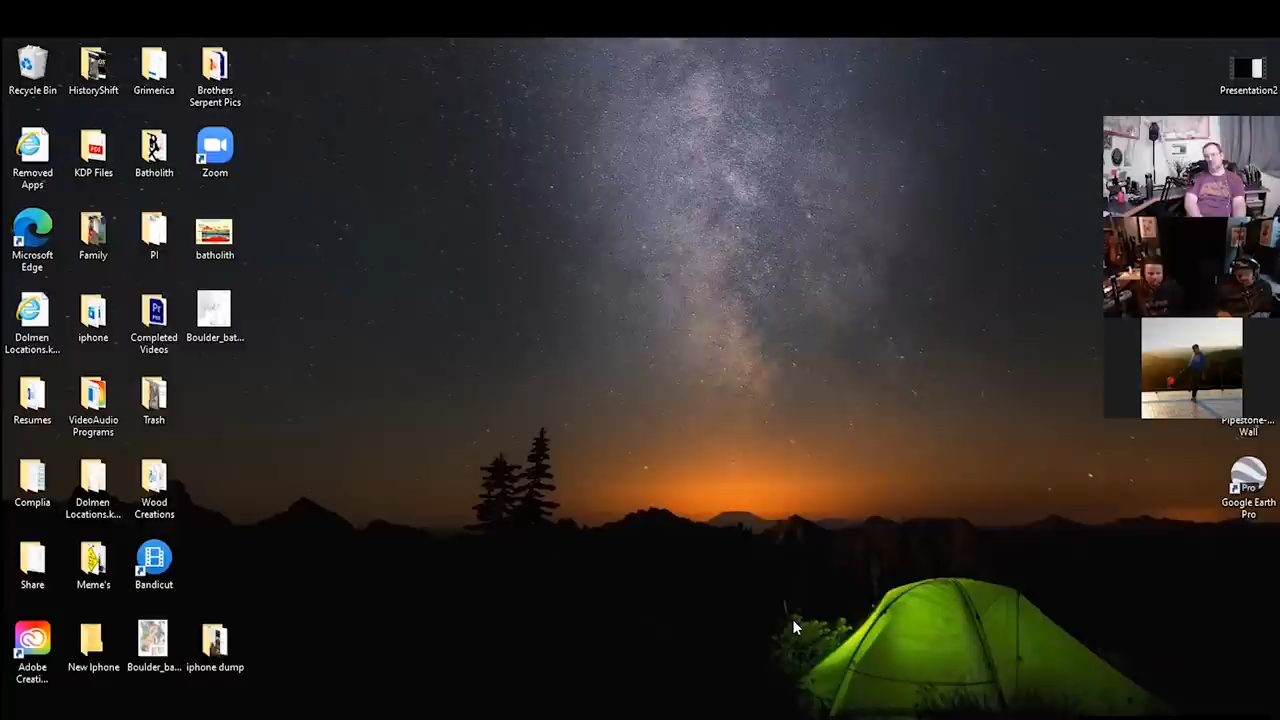 Recycle Bin
HistoryShift
Grimerica
Brothers
Serpent Pics
Presentation2
Removed
Apps
KDP Files
Batholith
Zoom
Microsoft
Edge
Family
PI
batholith
Dolmen
Locations.k...
iphone
Completed
Videos
Boulder_bat...
Resumes
VideoAudio
Programs
Trash
Pipestone-...
Wall
Complia
Dolmen
Locations.k...
Wood
Creations
Google Earth
Pro
Share
Meme's
Bandicut
Adobe
Creati...
New Iphone
Boulder_ba...
iphone dump